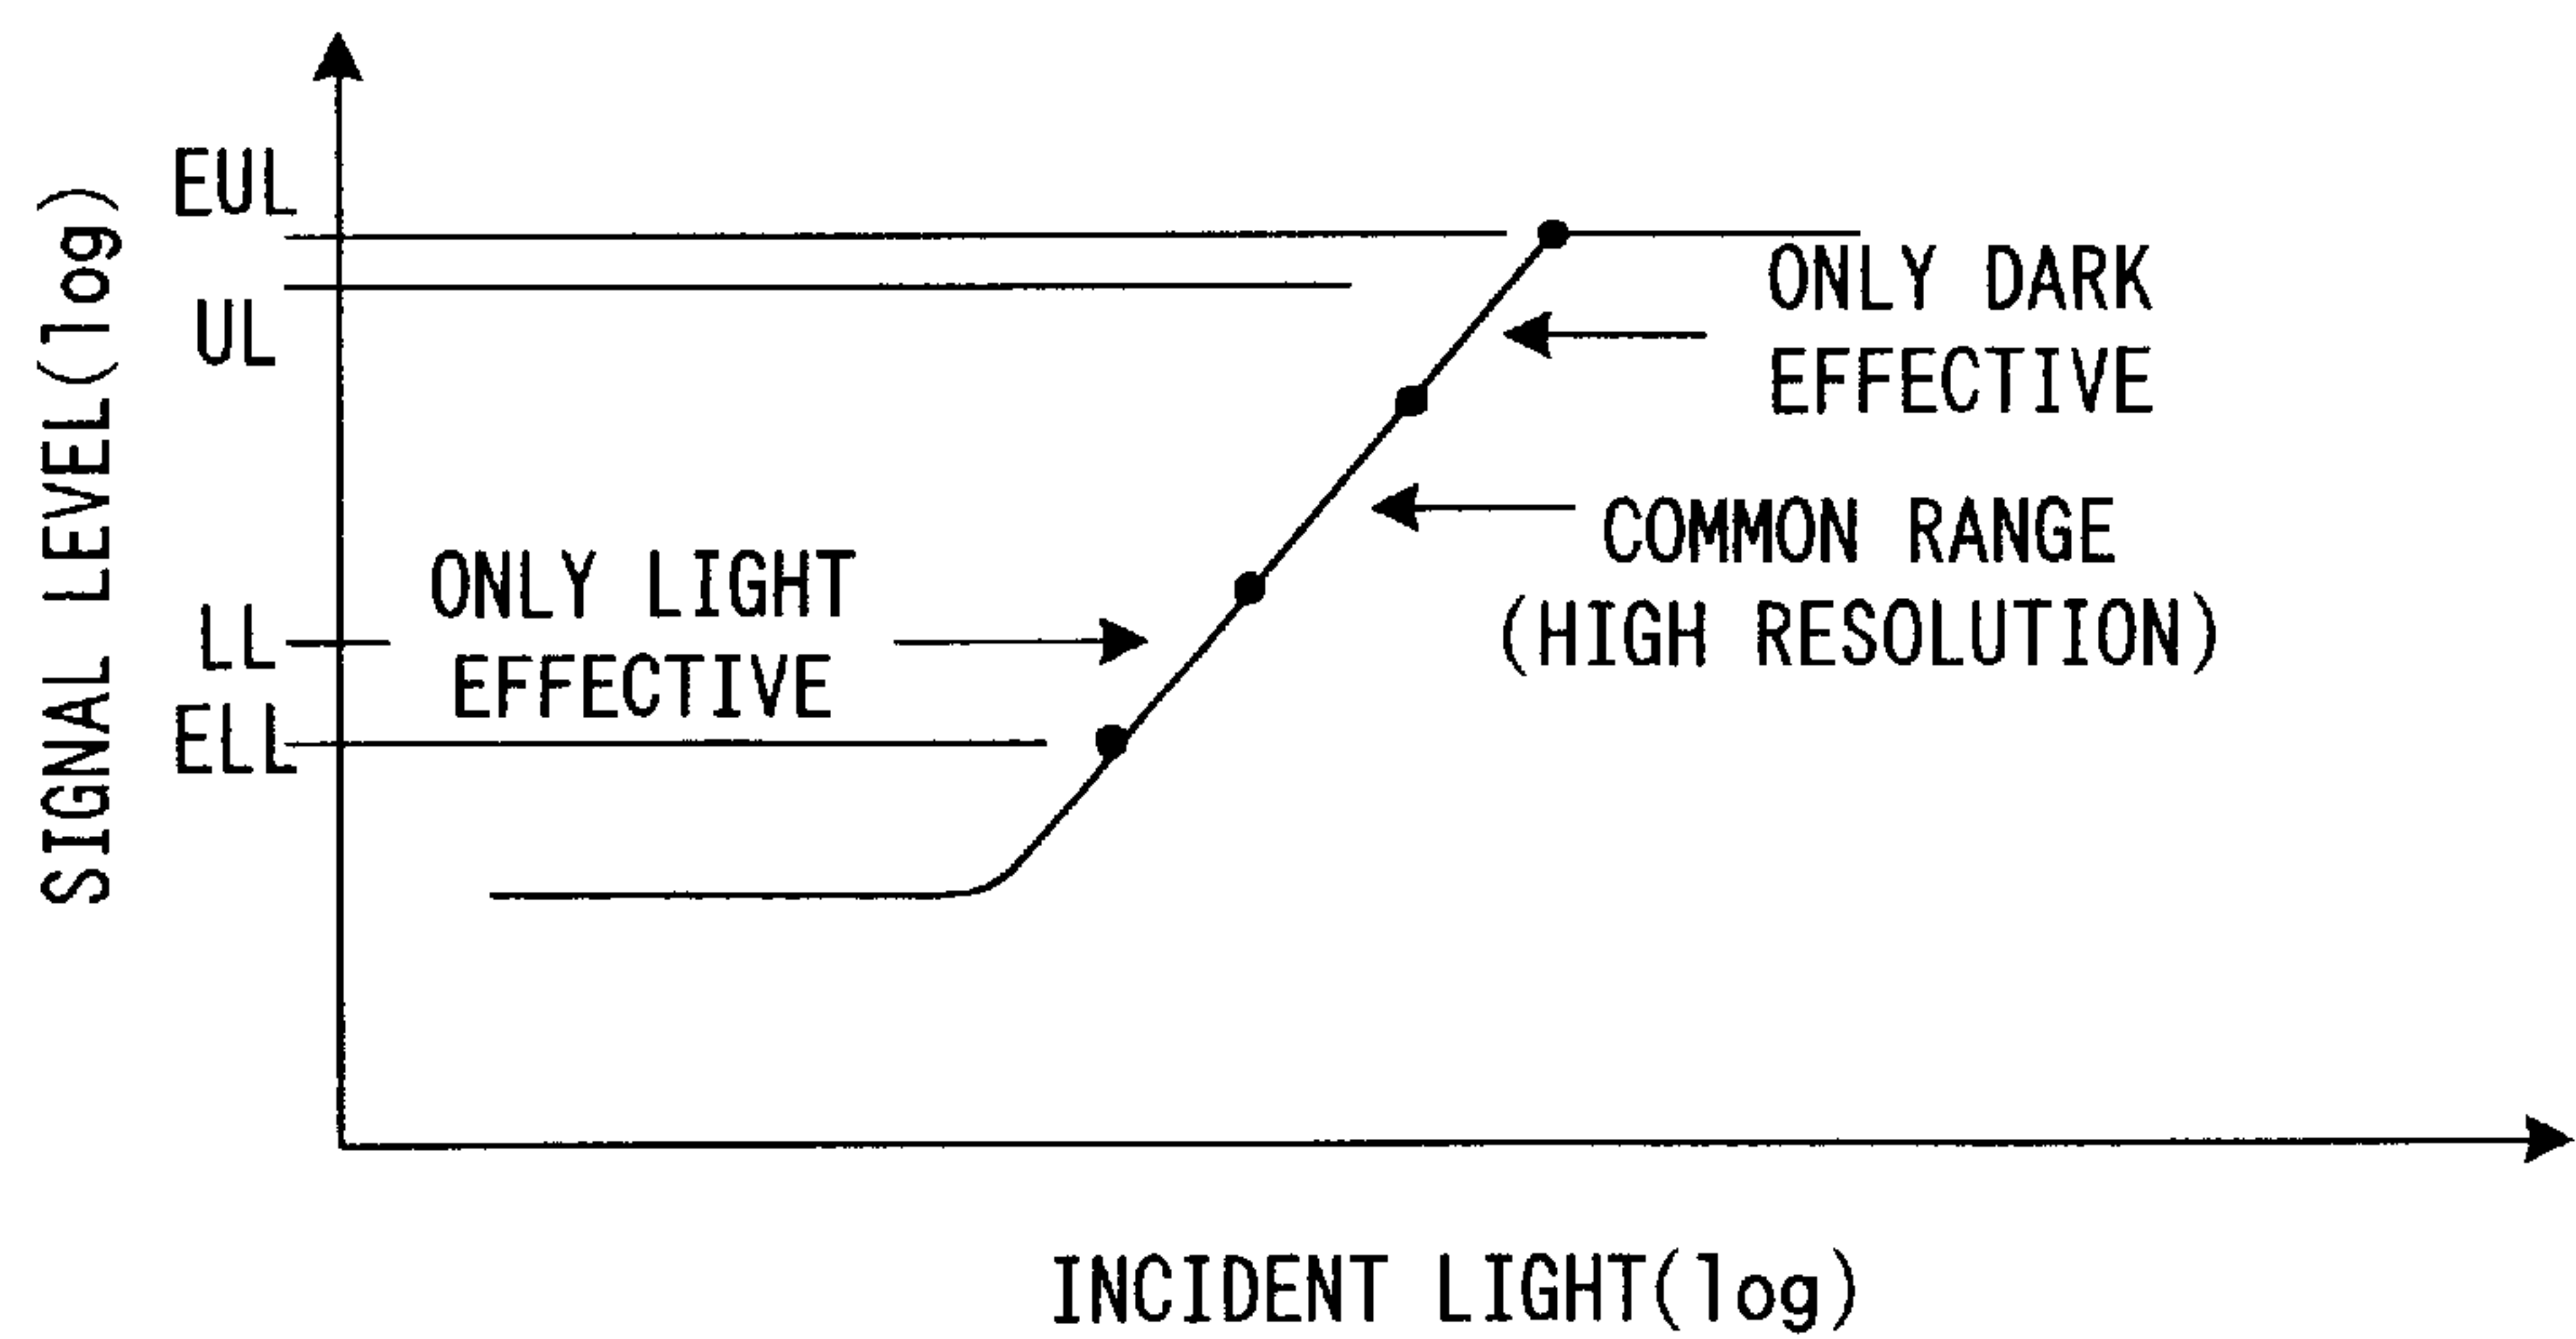 SIGNAL LEVEL(log)
EUL
UL
LL
ELL
ONLY DARK
EFFECTIVE
COMMON RANGE
(HIGH RESOLUTION)
ONLY LIGHT
EFFECTIVE
INCIDENT LIGHT(log)